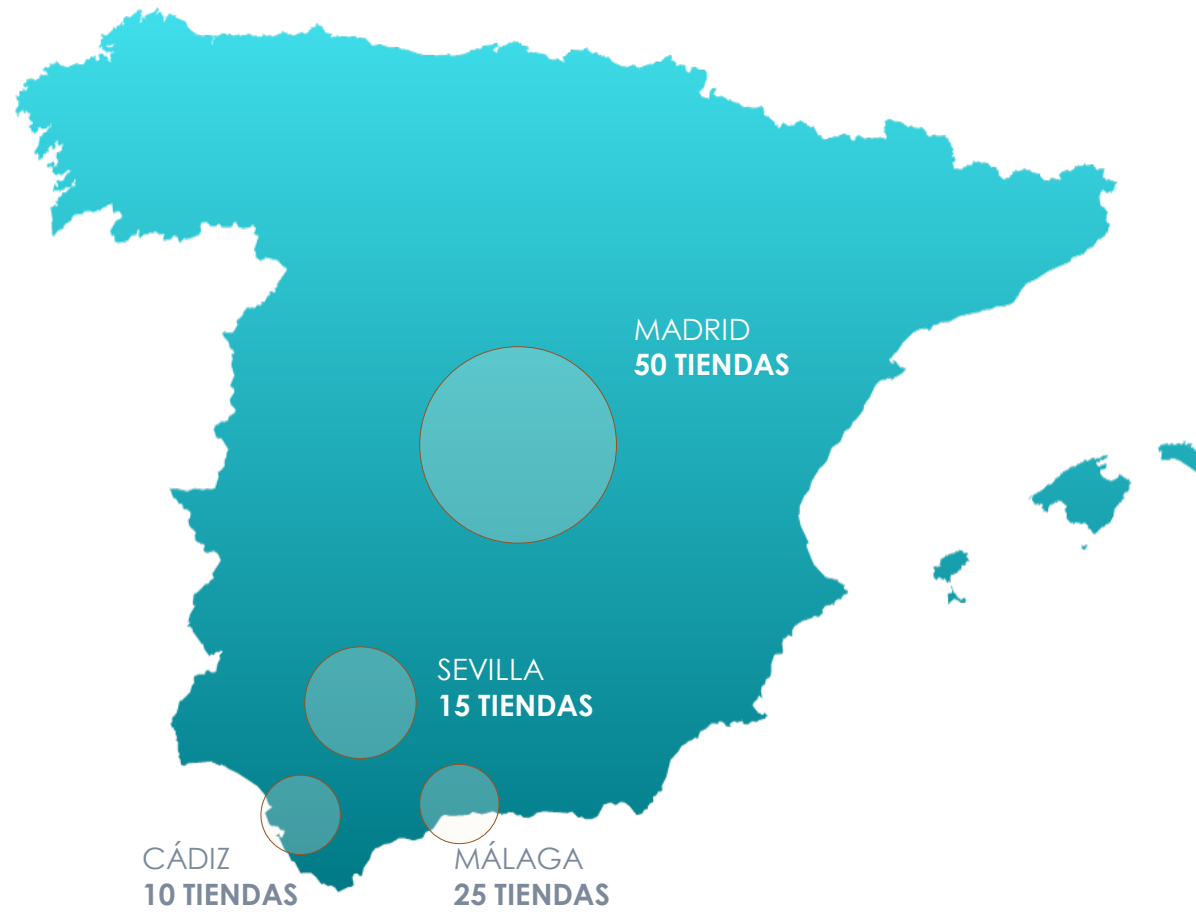 MADRID
50 TIENDAS
SEVILLA
15 TIENDAS
CÁDIZ
10 TIENDAS
MÁLAGA
25 TIENDAS